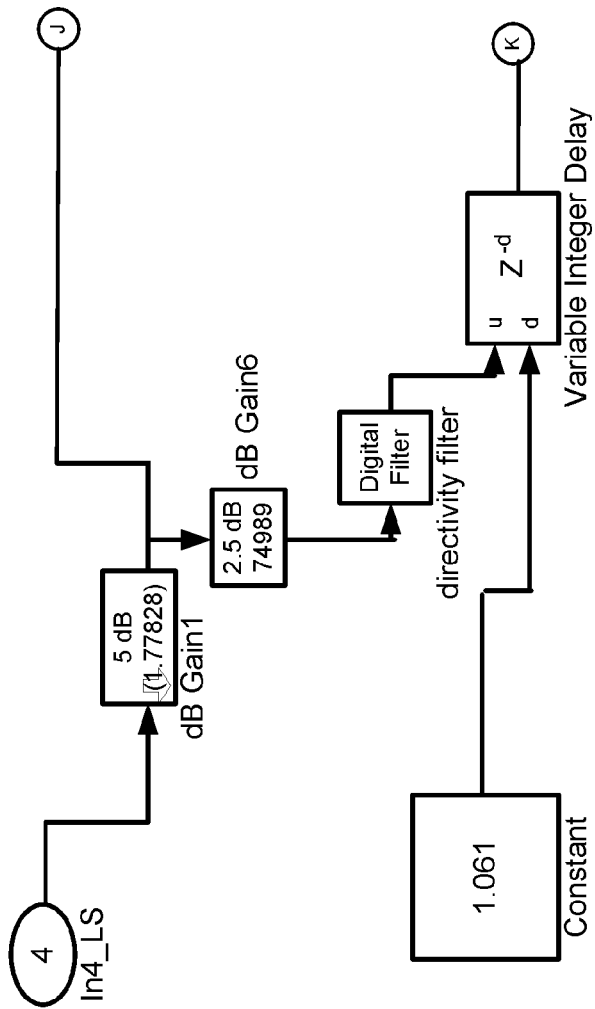 4
In4_LS
5 dB
(1.77828)
dB Gain1
J
2.5 dB
74989
dB Gain6
Digital
Filter
directivity filter
1.061
Constant
u
d
Z-d
Variable Integer Delay
K